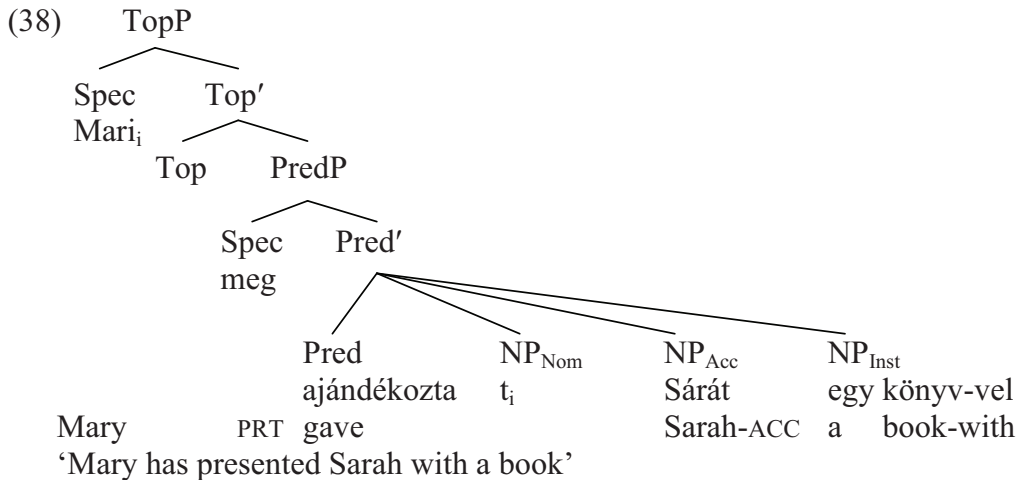 (38) TopP
Spec Top′
Mariᵢ
Top PredP
Spec Pred′
meg
Pred NP_Nom NP_Acc NP_Inst
ajándékozta tᵢ Sárát egy könyv-vel
Mary PRT gave Sarah-ACC a book-with
‘Mary has presented Sarah with a book’